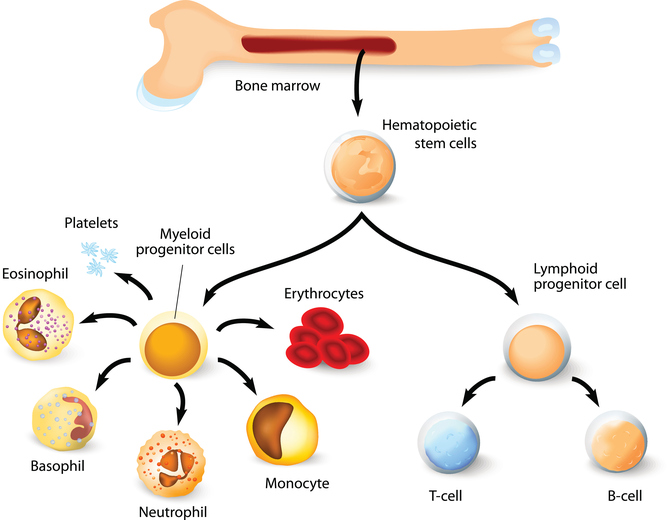 Bone marrow
Hematopoietic
stem cells
Platelets
Myeloid
progenitor cells
Eosinophil
Erythrocytes
Lymphoid
progenitor cell
Basophil
Neutrophil
Monocyte
T-cell
B-cell